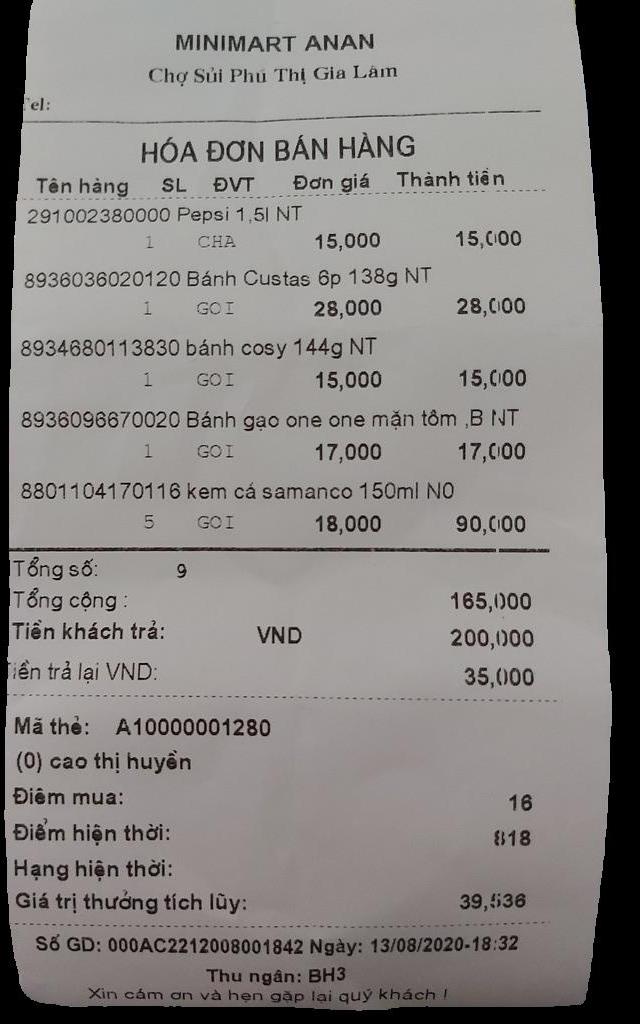 MINIMART ANAN
Chợ Sủi Phú Thị Gia Lâm
Tel:
HÓA ĐƠN BÁN HÀNG
Tên hàng SL ĐVT Đơn giá Thành tiền
291002380000 Pepsi 1,5l NT
1 CHA 15,000 15,000
8936036020120 Bánh Custas 6p 138g NT
1 GOI 28,000 28,000
8934680113830 bánh cosy 144g NT
1 GOI 15,000 15,000
8936096670020 Bánh gạo one one mặn tôm ,B NT
1 GOI 17,000 17,000
8801104170116 kem cá samanco 150ml N0
5 GOI 18,000 90,000
Tổng số: 9
Tổng cộng : 165,000
Tiền khách trả: VND 200,000
Tiền trả lại VND: 35,000
Mã thẻ: A10000001280
(0) cao thị huyền
Điểm mua: 16
Điểm hiện thời: 818
Hạng hiện thời:
Giá trị thưởng tích lũy: 39,536
Số GD: 000AC2212008001842 Ngày: 13/08/2020-18:32
Thu ngân: BH3
Xin cảm ơn và hẹn gặp lại quý khách !